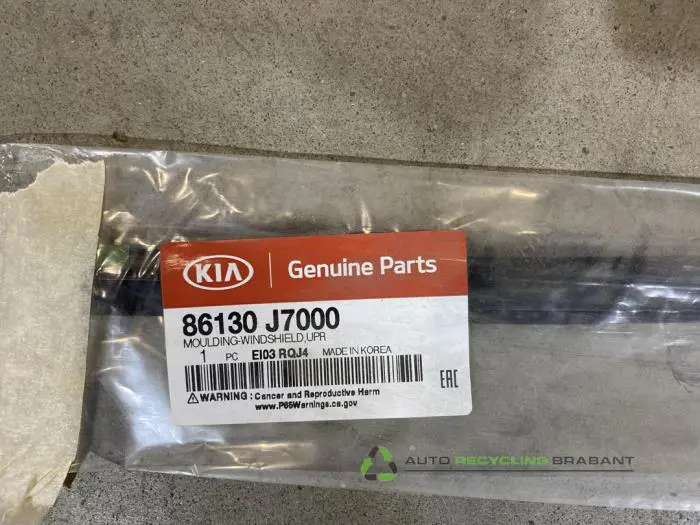 KIA
Genuine Parts
86130 J7000
MOULDING-WINDSHIELD,UPR
1 PC EI03 RQJ4 MADE IN KOREA
EAC
WARNING : Cancer and Reproductive Harm
www.P65Warnings.ca.gov
AUTO RECYCLING BRABANT